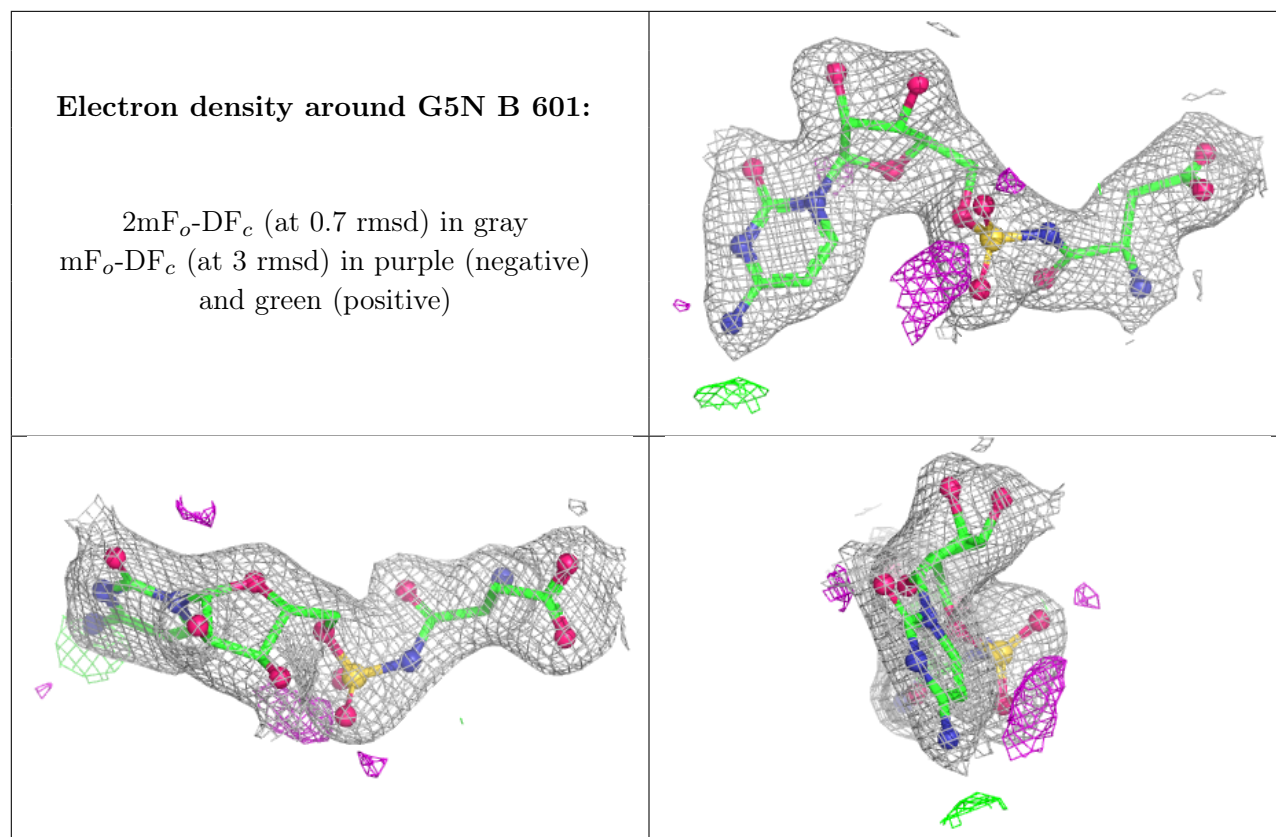 Electron density around G5N B 601:
2mFo-DFc (at 0.7 rmsd) in gray
mFo-DFc (at 3 rmsd) in purple (negative)
and green (positive)